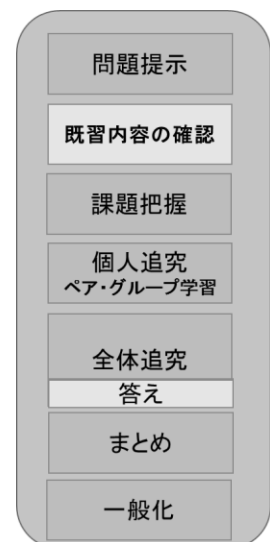 問題提示
既習内容の確認
課題把握
個人追究
ペア・グループ学習
全体追究
答え
まとめ
一般化